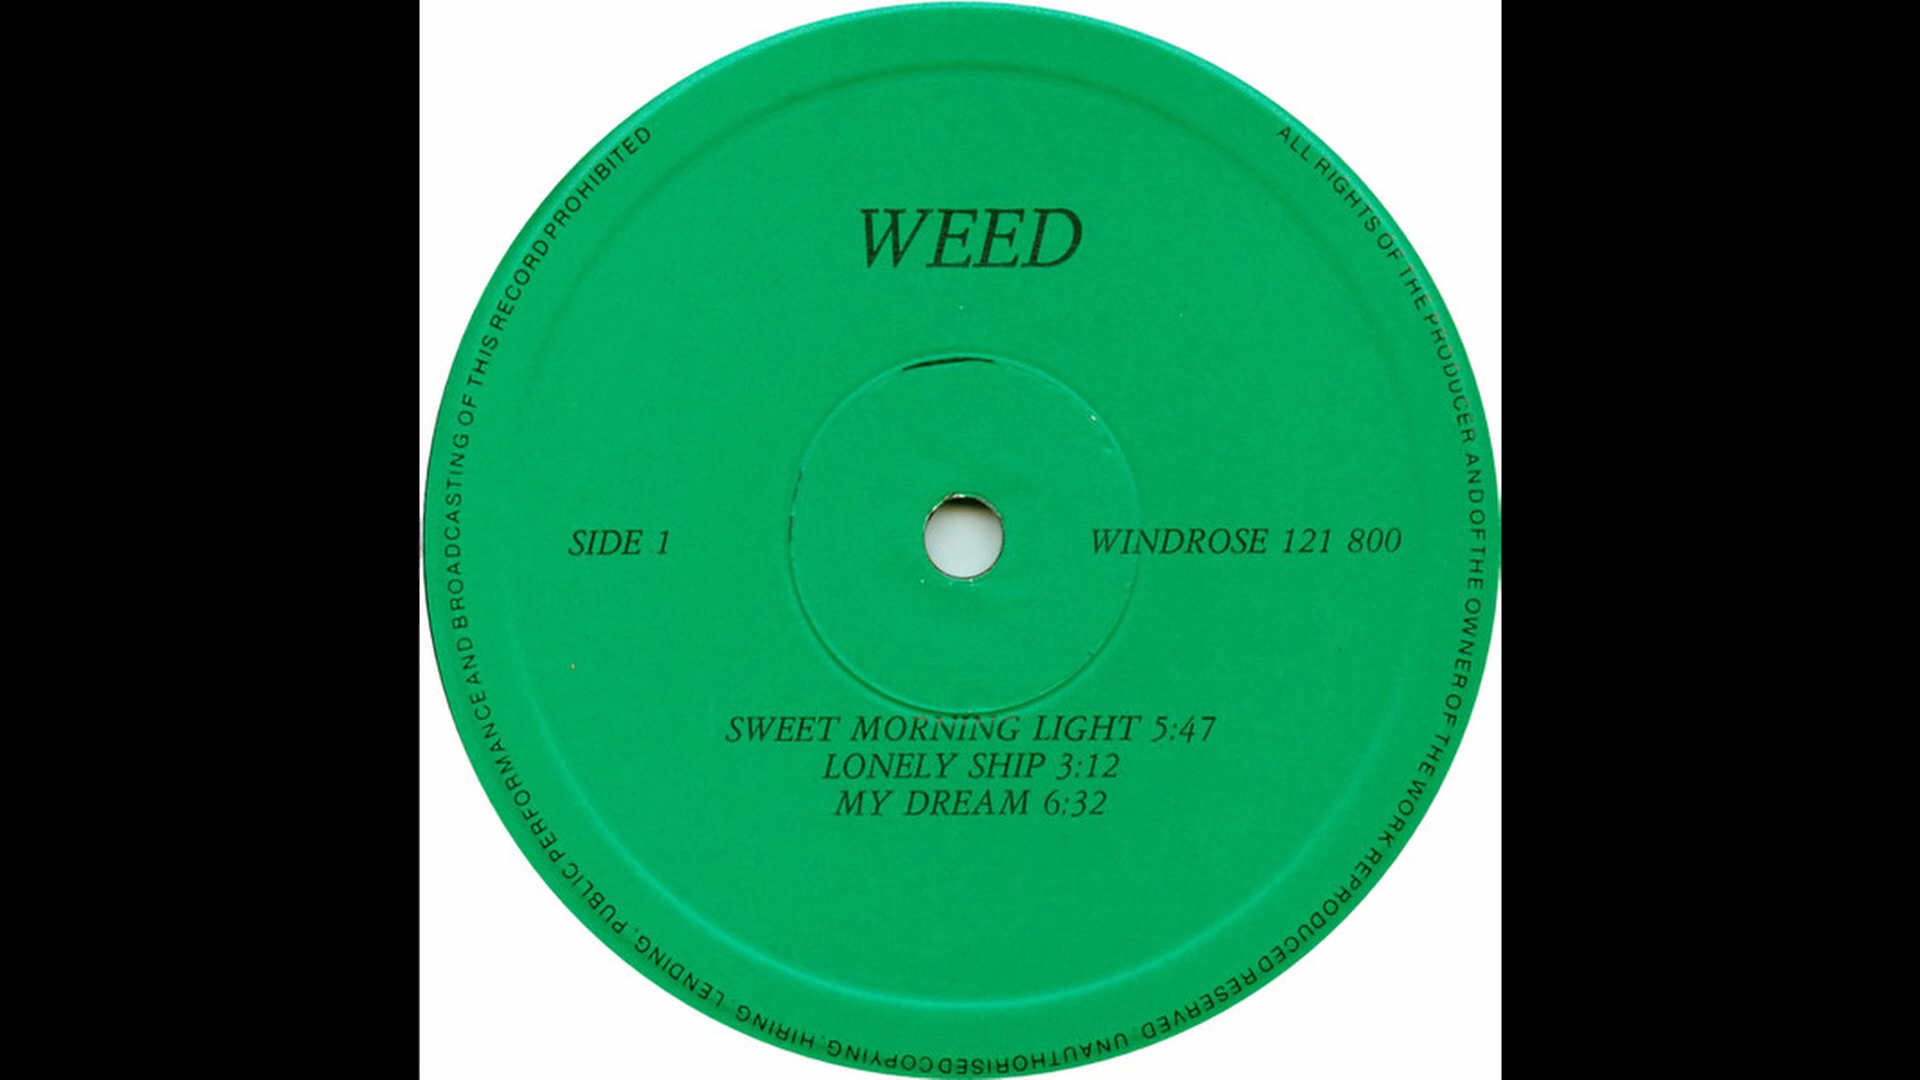 WEED
SIDE 1
WINDROSE 121 800
SWEET MORNING LIGHT 5:47
LONELY SHIP 3:12
MY DREAM 6:32
ALL RIGHTS OF THE PRODUCER AND OF THE OWNER OF THE WORK REPRODUCED RESERVED. UNAUTHORISED COPYING, HIRING, LENDING, PUBLIC PERFORMANCE AND BROADCASTING OF THIS RECORD PROHIBITED